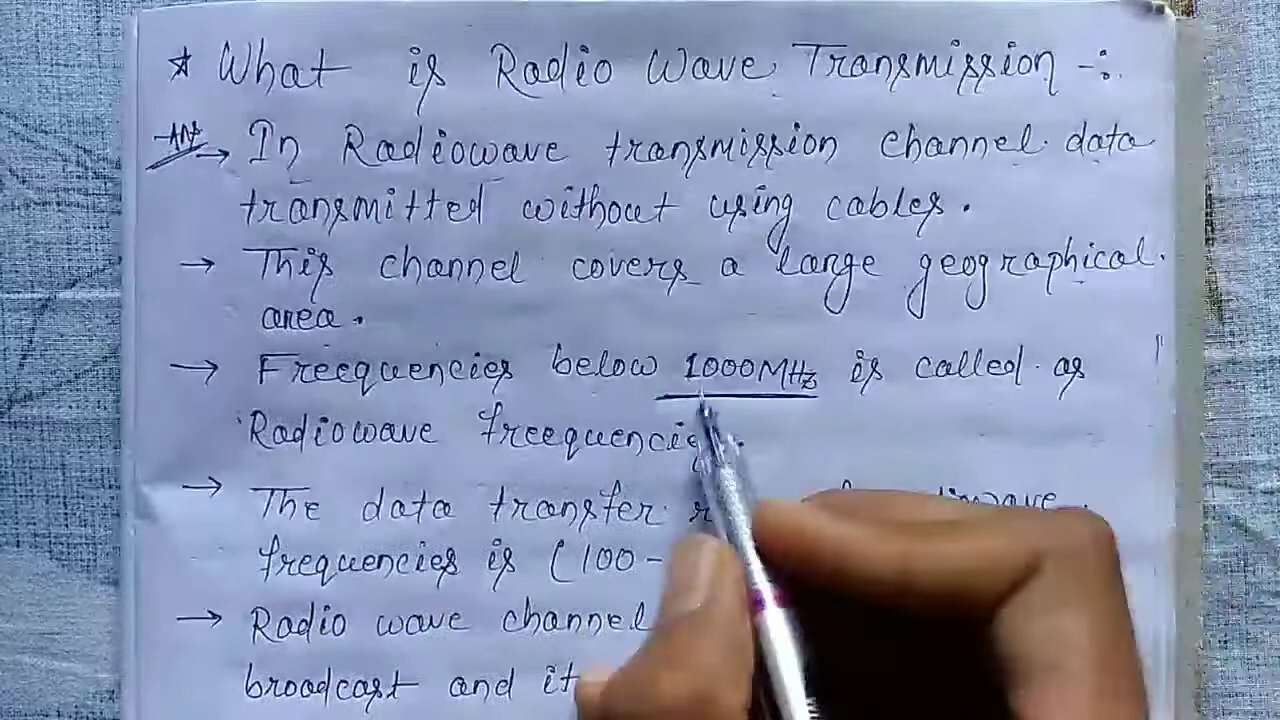 * What is Radio Wave Transmission -:
Ans → In Radiowave transmission channel data
transmitted without using cables.
→ This channel covers a large geographical
area.
→ Freequencies below 1000MHz is called as
Radiowave freequencies.
→ The data transfer
frequencies is (100-
→ Radio wave channel
broadcast and it